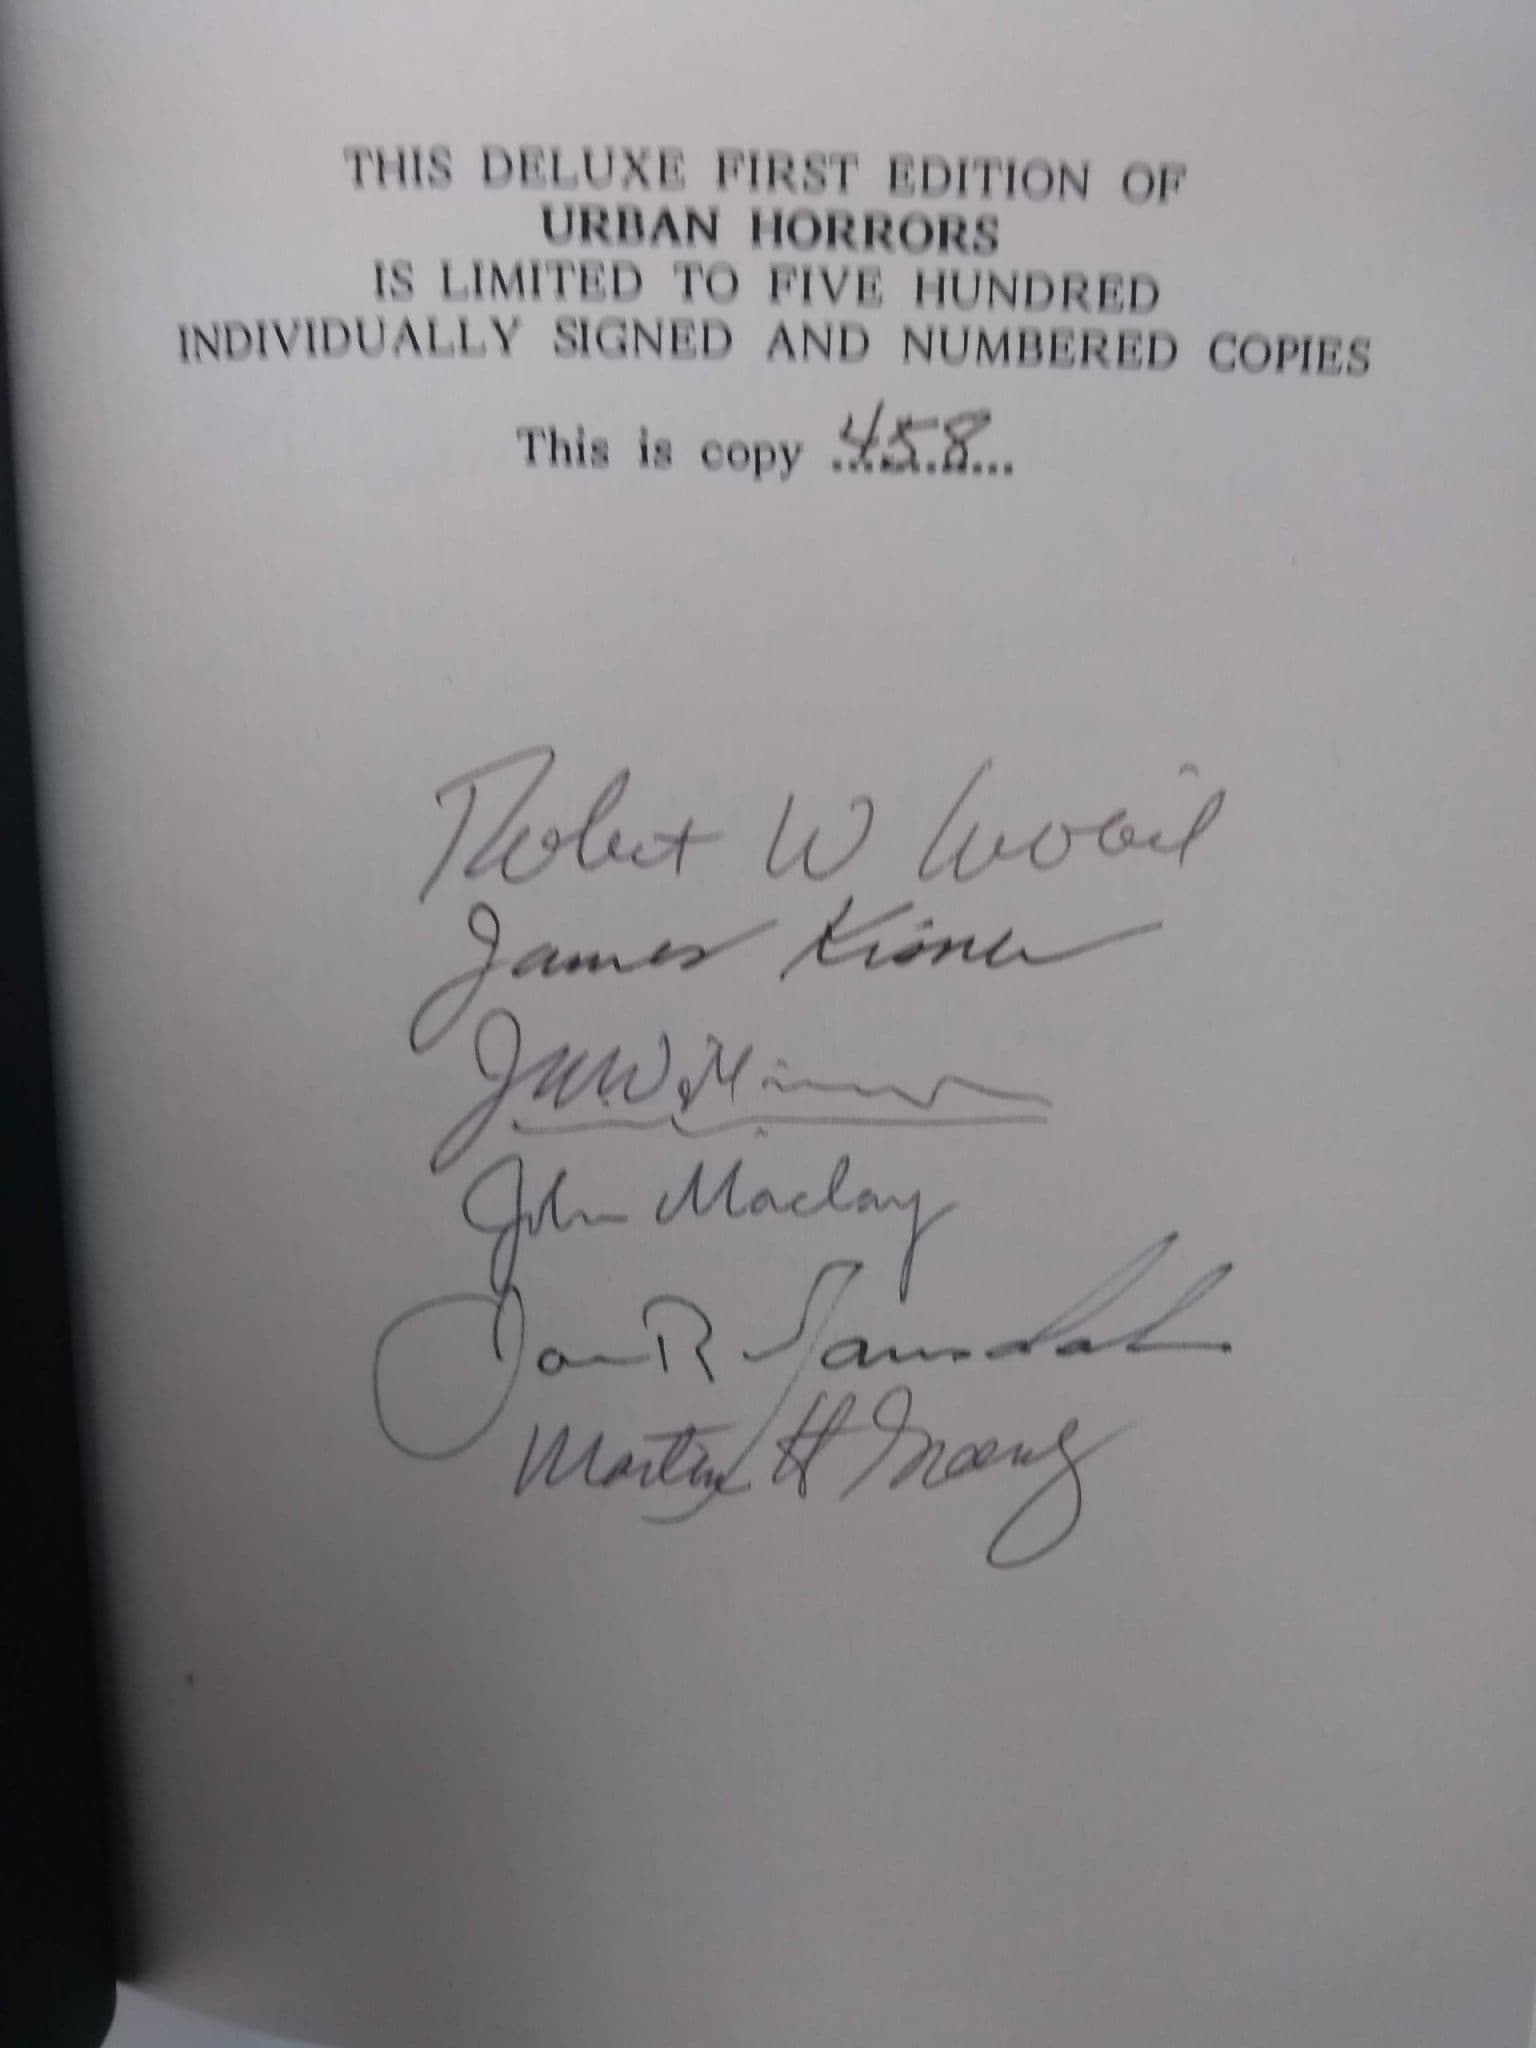 THIS DELUXE FIRST EDITION OF
URBAN HORRORS
IS LIMITED TO FIVE HUNDRED
INDIVIDUALLY SIGNED AND NUMBERED COPIES
This is copy 458
Robert W
James Kisner
John Maclay
Martin H